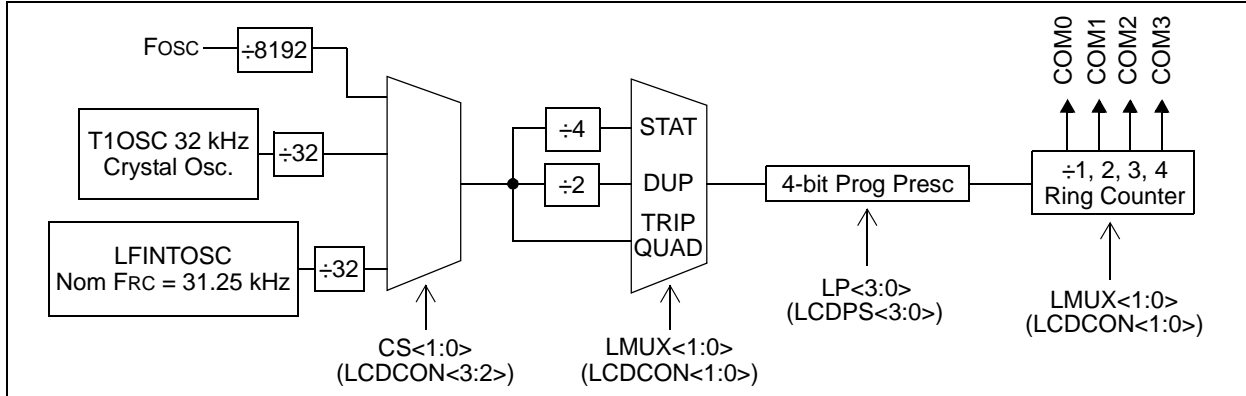 FOSC
÷8192
T1OSC 32 kHz
Crystal Osc.
÷32
LFINTOSC
Nom FRC = 31.25 kHz
÷32
CS<1:0>
(LCDCON<3:2>)
÷4
÷2
STAT
DUP
TRIP
QUAD
LMUX<1:0>
(LCDCON<1:0>)
4-bit Prog Presc
LP<3:0>
(LCDPS<3:0>)
COM0
COM1
COM2
COM3
÷1, 2, 3, 4
Ring Counter
LMUX<1:0>
(LCDCON<1:0>)